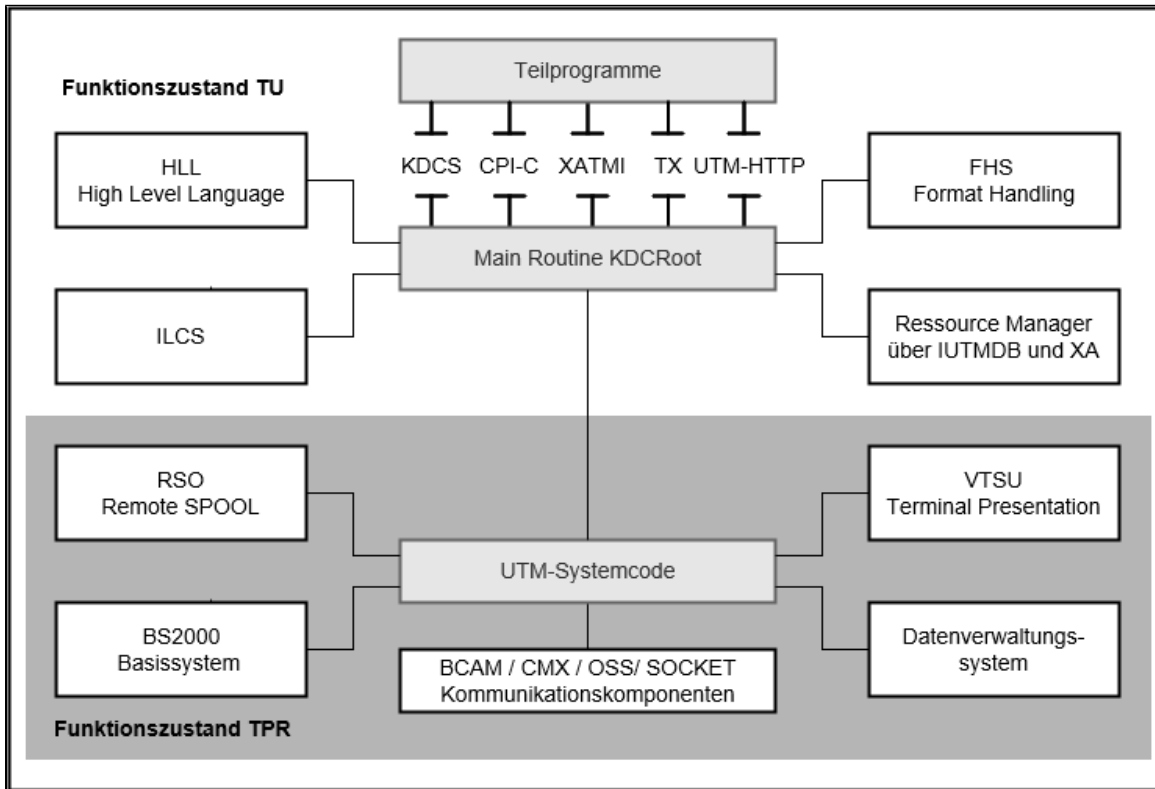 Teilprogramme
Funktionszustand TU
HLL
High Level Language
KDCS CPI-C XATMI TX UTM-HTTP
FHS
Format Handling
Main Routine KDCRoot
ILCS
Ressource Manager
über IUTMDB und XA
RSO
Remote SPOOL
VTSU
Terminal Presentation
UTM-Systemcode
BS2000
Basissystem
BCAM / CMX / OSS/ SOCKET
Kommunikationskomponenten
Datenverwaltungs-
system
Funktionszustand TPR